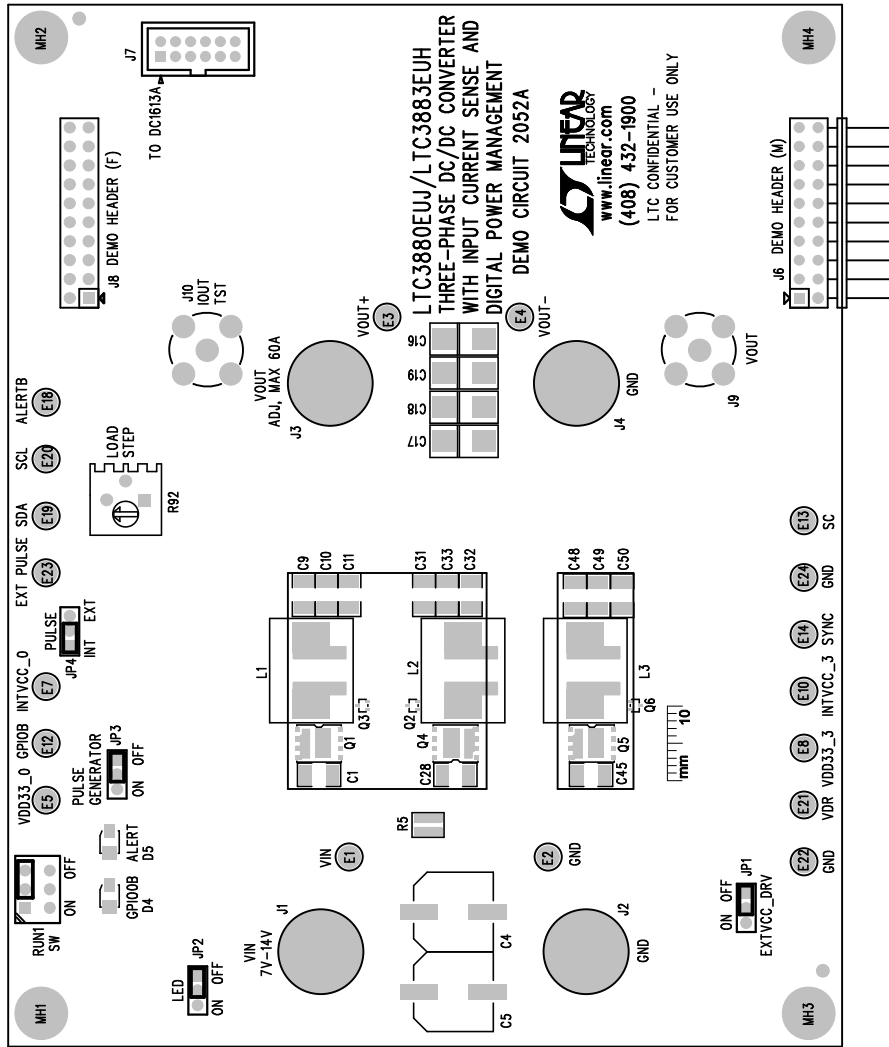 MH2
J7
TO DC1613A
J8 DEMO HEADER (F)
J10
IOUT
TST
LTC3880EUJ/LTC3883EUH
THREE-PHASE DC/DC CONVERTER
WITH INPUT CURRENT SENSE AND
DIGITAL POWER MANAGEMENT
DEMO CIRCUIT 2052A
LINEAR
TECHNOLOGY
www.linear.com
(408) 432-1900
LTC CONFIDENTIAL -
FOR CUSTOMER USE ONLY
MH4
J6 DEMO HEADER (M)
VOUT+
E3
E4
VOUT-
VOUT
ADJ, MAX 60A
J3
C16
C19
C18
C17
J4
GND
J9
VOUT
ALERTB
E18
SCL
E20
SDA
E19
EXT PULSE
E23
LOAD
STEP
R92
PULSE
INT
EXT
JP4
INTVCC_0
E7
GPIOB
E12
VDD33_0
E5
PULSE
GENERATOR
JP3
ON
OFF
C9
C10
C11
C31
C33
C32
C48
C49
C50
L1
L2
L3
Q3
Q2
Q6
Q1
Q4
Q5
C1
C28
C45
10
mm
E13
SC
E24
GND
E14
SYNC
E10
INTVCC_3
E8
VDD33_3
E21
VDR
E22
GND
RUN1
SW
ON
OFF
ALERT
D5
GPIO0B
D4
LED
JP2
ON
OFF
R5
VIN
E1
E2
GND
J1
VIN
7V-14V
C4
C5
J2
GND
JP1
ON
OFF
EXTVCC_DRV
MH1
MH3